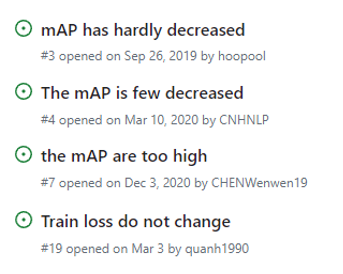 mAP has hardly decreased
#3 opened on Sep 26, 2019 by hoopool
The mAP is few decreased
#4 opened on Mar 10, 2020 by CNHNLP
the mAP are too high
#7 opened on Dec 3, 2020 by CHENWenwen19
Train loss do not change
#19 opened on Mar 3 by quanh1990